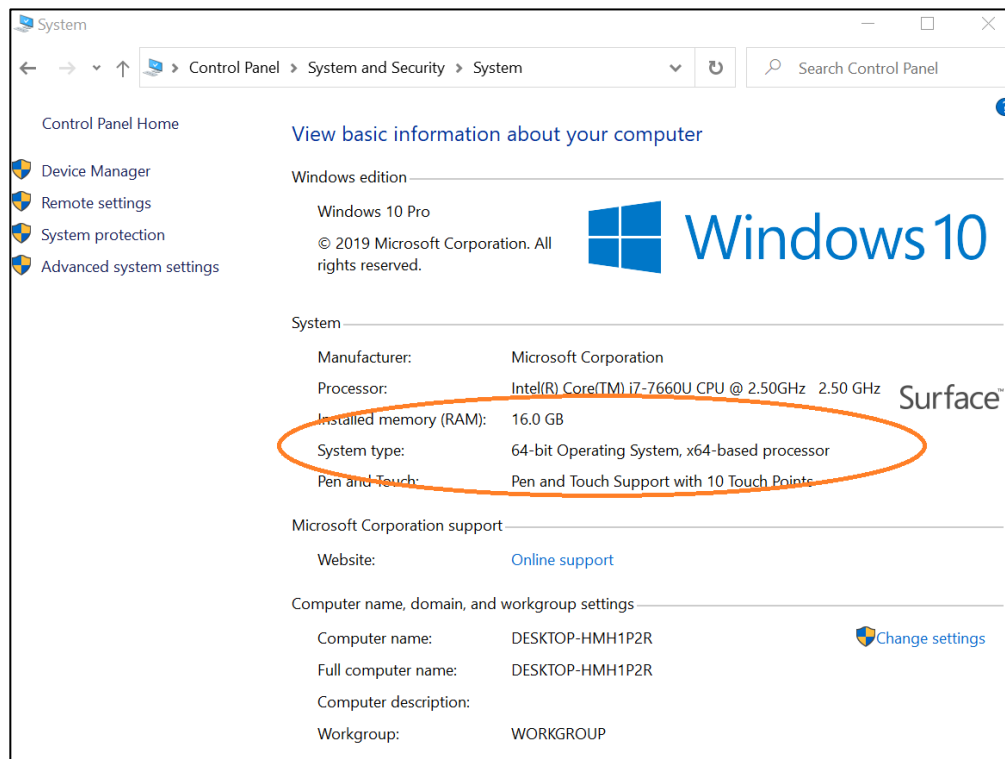 System
Control Panel > System and Security > System
Search Control Panel
Control Panel Home
Device Manager
Remote settings
System protection
Advanced system settings
View basic information about your computer
Windows edition
Windows 10 Pro
© 2019 Microsoft Corporation. All
rights reserved.
Windows 10
System
Manufacturer: Microsoft Corporation
Processor: Intel(R) Core(TM) i7-7660U CPU @ 2.50GHz 2.50 GHz
Surface™
Installed memory (RAM): 16.0 GB
System type: 64-bit Operating System, x64-based processor
Pen and Touch: Pen and Touch Support with 10 Touch Points
Microsoft Corporation support
Website: Online support
Computer name, domain, and workgroup settings
Computer name: DESKTOP-HMH1P2R
Change settings
Full computer name: DESKTOP-HMH1P2R
Computer description:
Workgroup: WORKGROUP